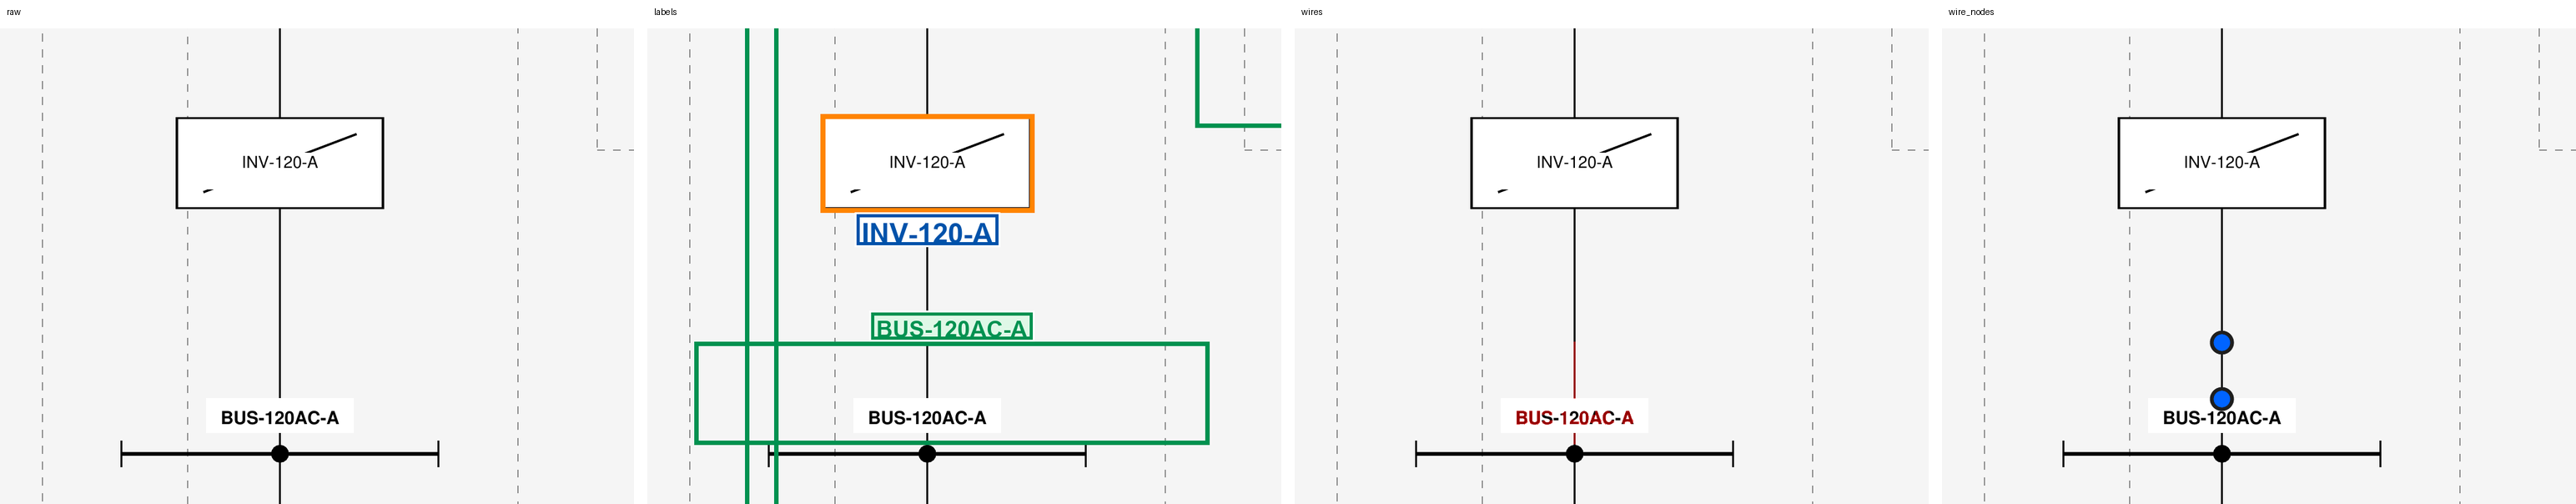 raw
labels
wires
wire_nodes
INV-120-A
INV-120-A
INV-120-A
INV-120-A
INV-120-A
BUS-120AC-A
BUS-120AC-A
BUS-120AC-A
BUS-120AC-A
BUS-120AC-A